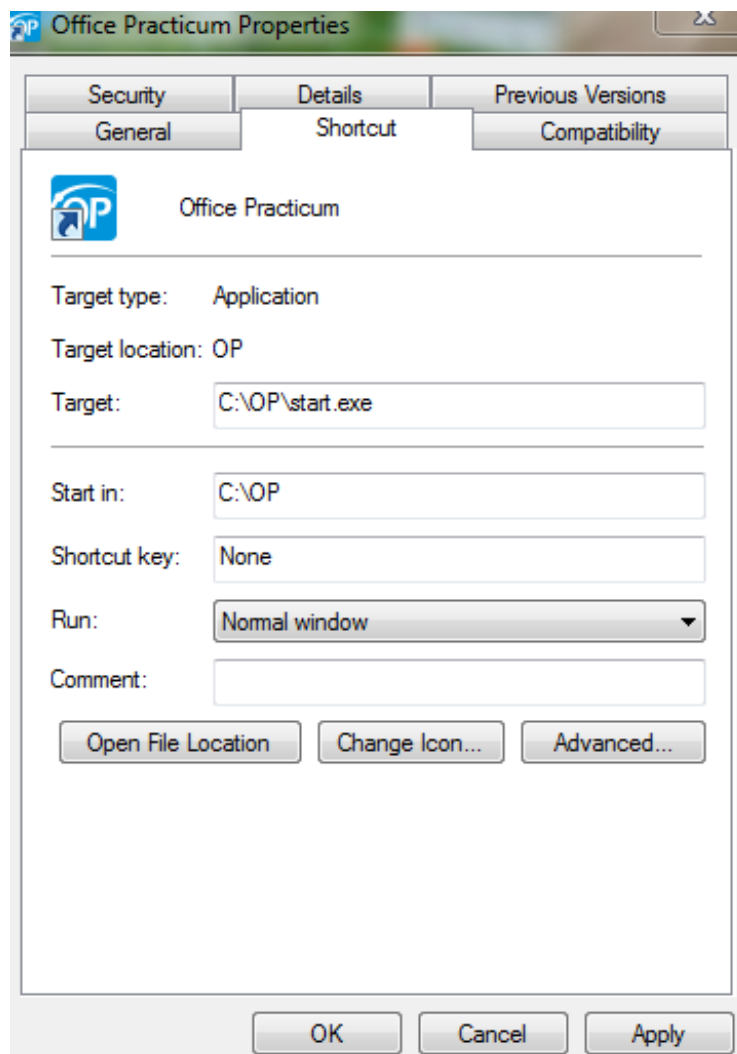 OP Office Practicum Properties X
Security Details Previous Versions
General Shortcut Compatibility
OP Office Practicum
Target type: Application
Target location: OP
Target: C:\OP\start.exe
Start in: C:\OP
Shortcut key: None
Run: Normal window
Comment:
Open File Location Change Icon... Advanced...
OK Cancel Apply